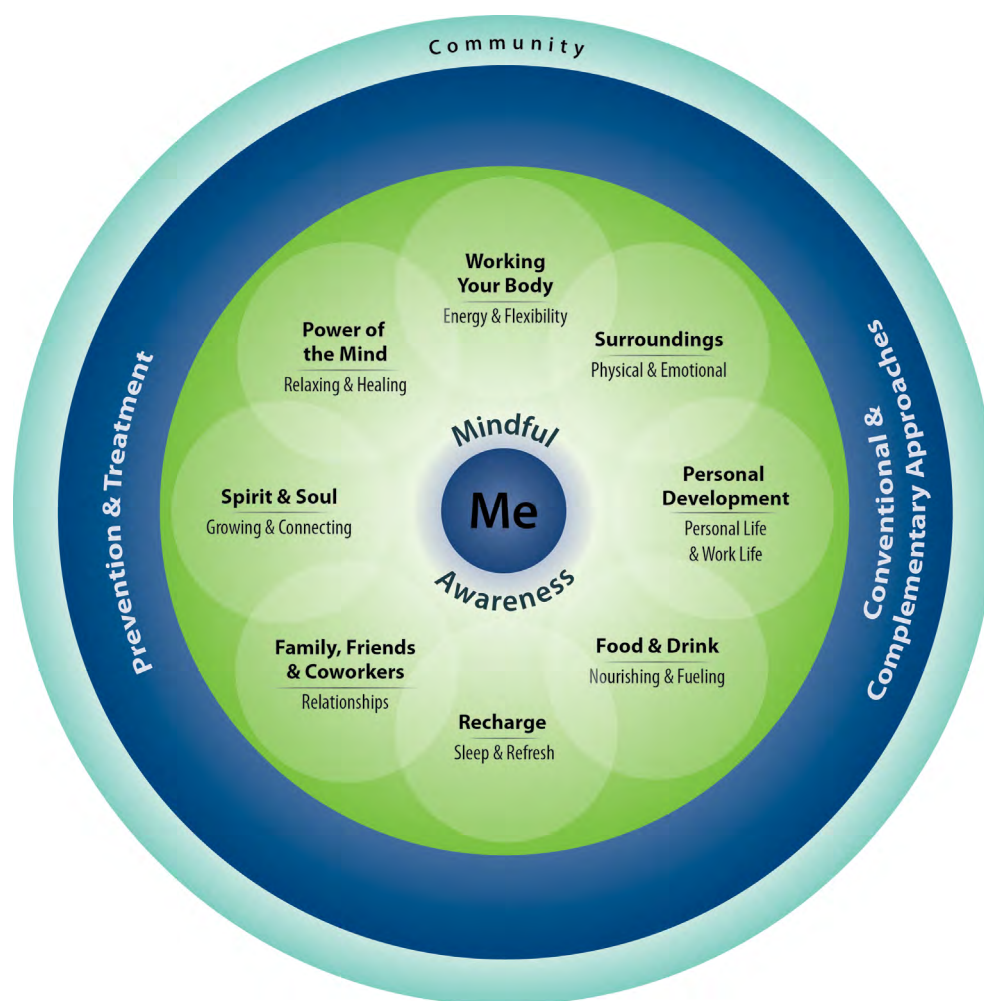 Community
Working
Your Body
Energy & Flexibility
Surroundings
Physical & Emotional
Personal
Development
Personal Life
& Work Life
Food & Drink
Nourishing & Fueling
Recharge
Sleep & Refresh
Family, Friends
& Coworkers
Relationships
Spirit & Soul
Growing & Connecting
Power of
the Mind
Relaxing & Healing
Mindful
Me
Awareness
Prevention & Treatment
Conventional &
Complementary Approaches